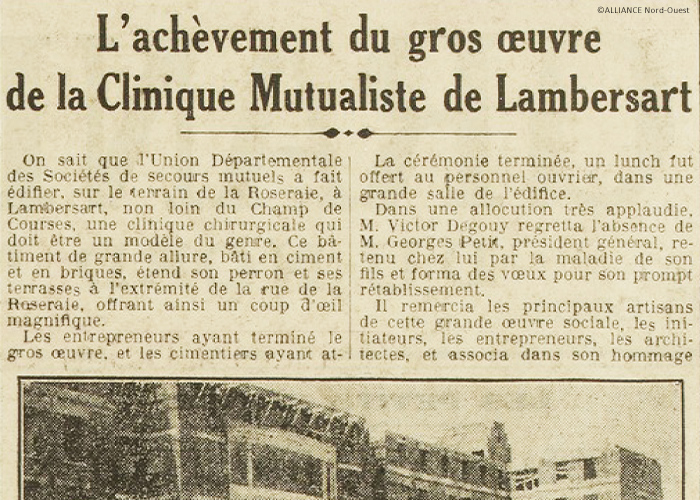 ©ALLIANCE Nord-Ouest
L'achèvement du gros œuvre
de la Clinique Mutualiste de Lambersart
On sait que l'Union Départementale
des Sociétés de secours mutuels a fait
édifier, sur le terrain de la Roseraie, à
Lambersart, non loin du Champ de
Courses, une clinique chirurgicale qui
doit être un modèle du genre. Ce bâ-
timent de grande allure, bâti en ciment
et en briques, étend son perron et ses
terrasses à l'extrémité de la rue de la
Roseraie, offrant ainsi un coup d'œil
magnifique.
Les entrepreneurs ayant terminé le
gros œuvre, et les cimentiers ayant at-
La cérémonie terminée, un lunch fut
offert au personnel ouvrier, dans une
grande salle de l'édifice.
Dans une allocution très applaudie,
M. Victor Degouy regretta l'absence de
M. Georges Petit, président général, re-
tenu chez lui par la maladie de son
fils et forma des vœux pour son prompt
rétablissement.
Il remercia les principaux artisans
de cette grande œuvre sociale, les ini-
tiateurs, les entrepreneurs, les archi-
tectes, et associa dans son hommage